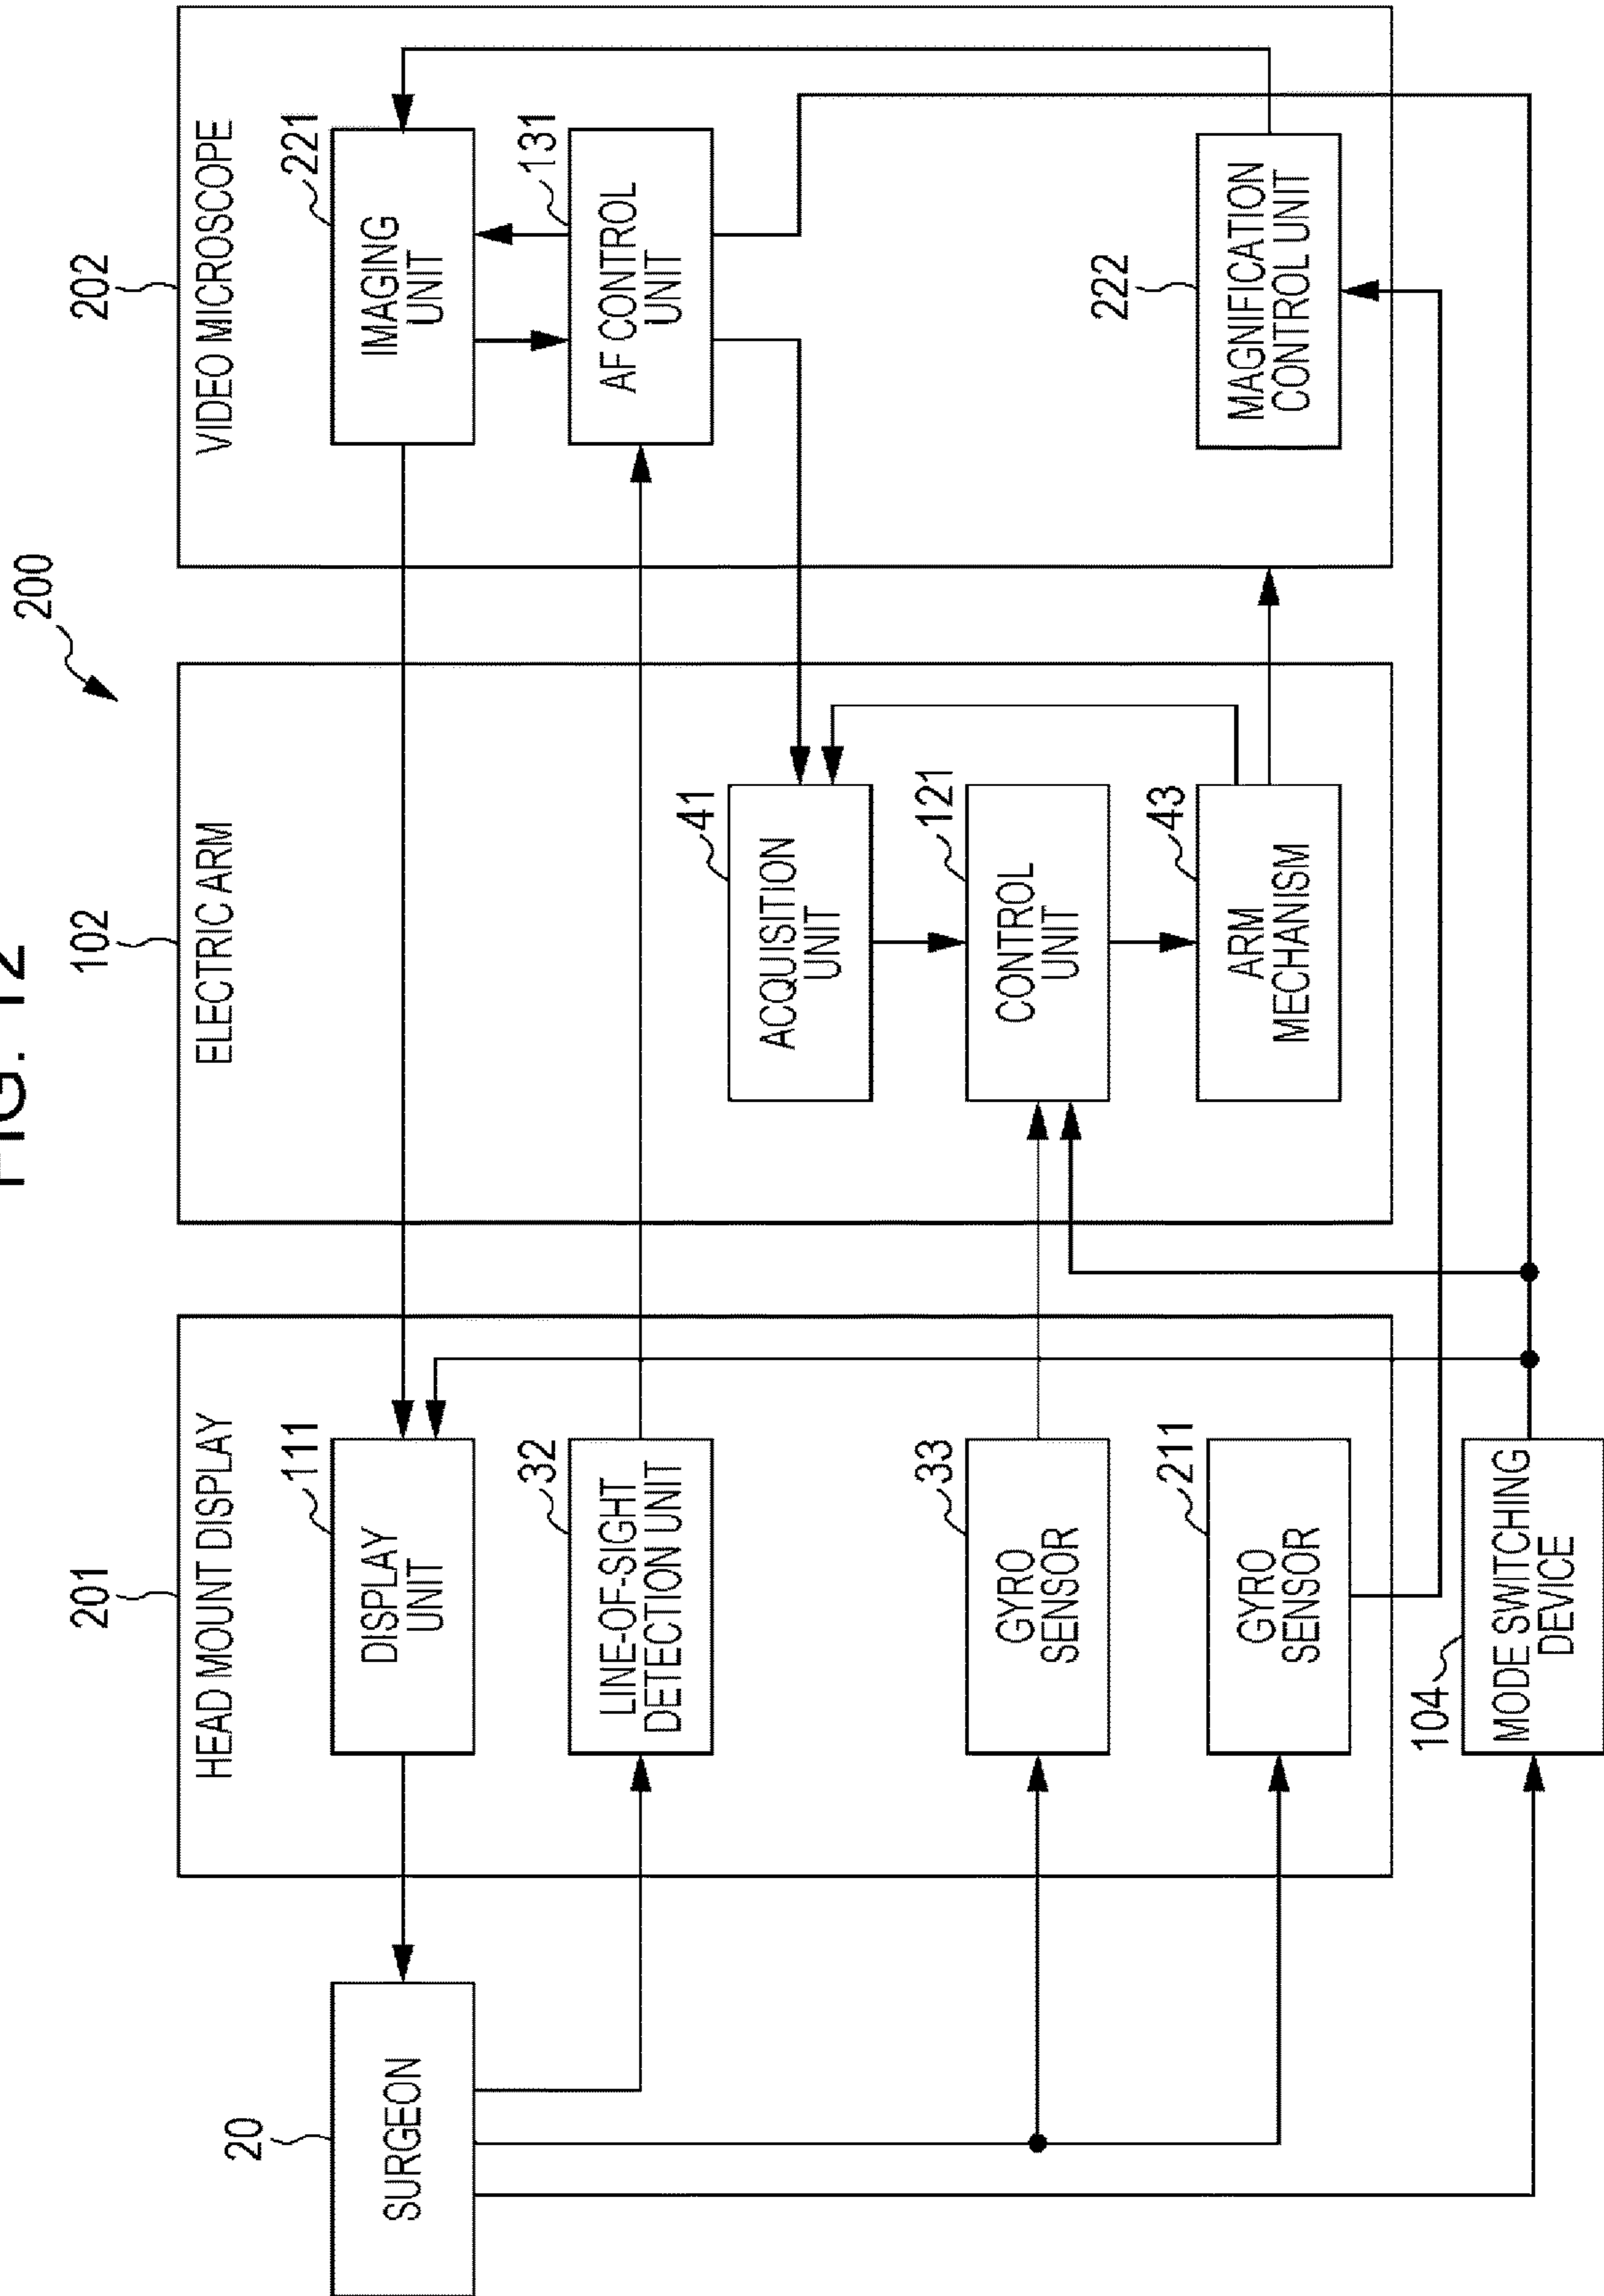 FIG. 12
200
20
SURGEON
201
HEAD MOUNT DISPLAY
111
DISPLAY
UNIT
32
LINE-OF-SIGHT
DETECTION UNIT
33
GYRO
SENSOR
211
GYRO
SENSOR
104
MODE SWITCHING
DEVICE
102
ELECTRIC ARM
41
ACQUISITION
UNIT
121
CONTROL
UNIT
43
ARM
MECHANISM
202
VIDEO MICROSCOPE
221
IMAGING
UNIT
131
AF CONTROL
UNIT
222
MAGNIFICATION
CONTROL UNIT